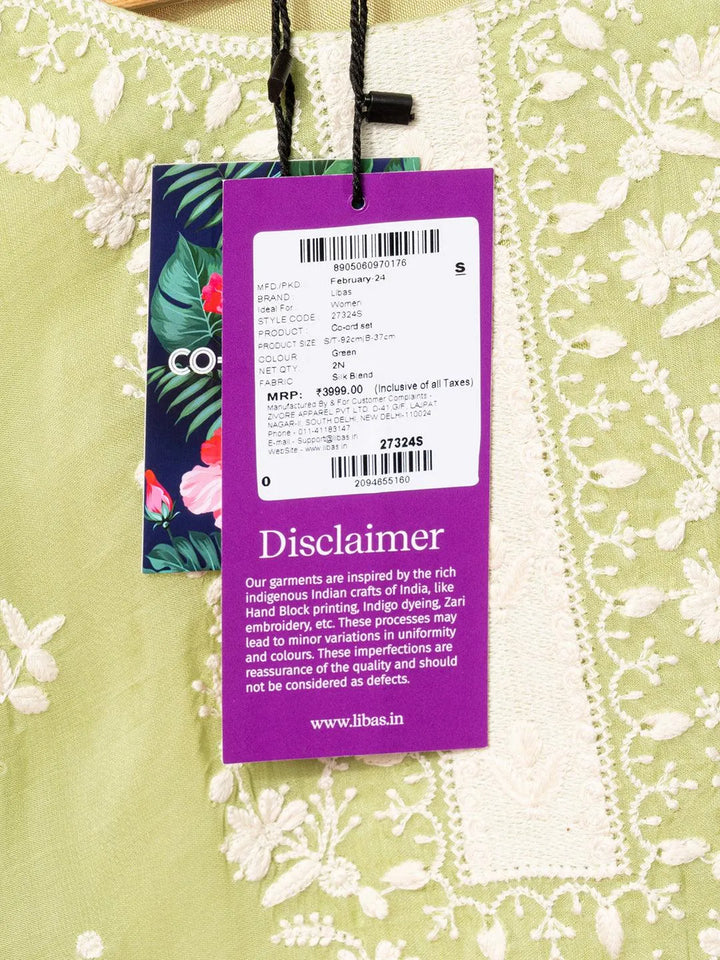 8905060970176
S
MFD./PKD: February-24
BRAND: Libas
Ideal For: Women
STYLE CODE: 27324S
PRODUCT: Co-ord set
PRODUCT SIZE: S/T-92cm|B-37cm
COLOUR Green
NET QTY 2N
FABRIC Silk Blend
MRP: ₹3999.00 (Inclusive of all Taxes)
Manufactured By & For Customer Complaints -
ZIVORE APPAREL PVT LTD. D-41,G/F, LAJPAT
NAGAR-II, SOUTH DELHI, NEW DELHI-110024
Phone - 011-41183147
E-mail - Support@libas.in
WebSite - www.libas.in
27324S
0
2094655160
CO-
Disclaimer
Our garments are inspired by the rich
indigenous Indian crafts of India, like
Hand Block printing, Indigo dyeing, Zari
embroidery, etc. These processes may
lead to minor variations in uniformity
and colours. These imperfections are
reassurance of the quality and should
not be considered as defects.
www.libas.in